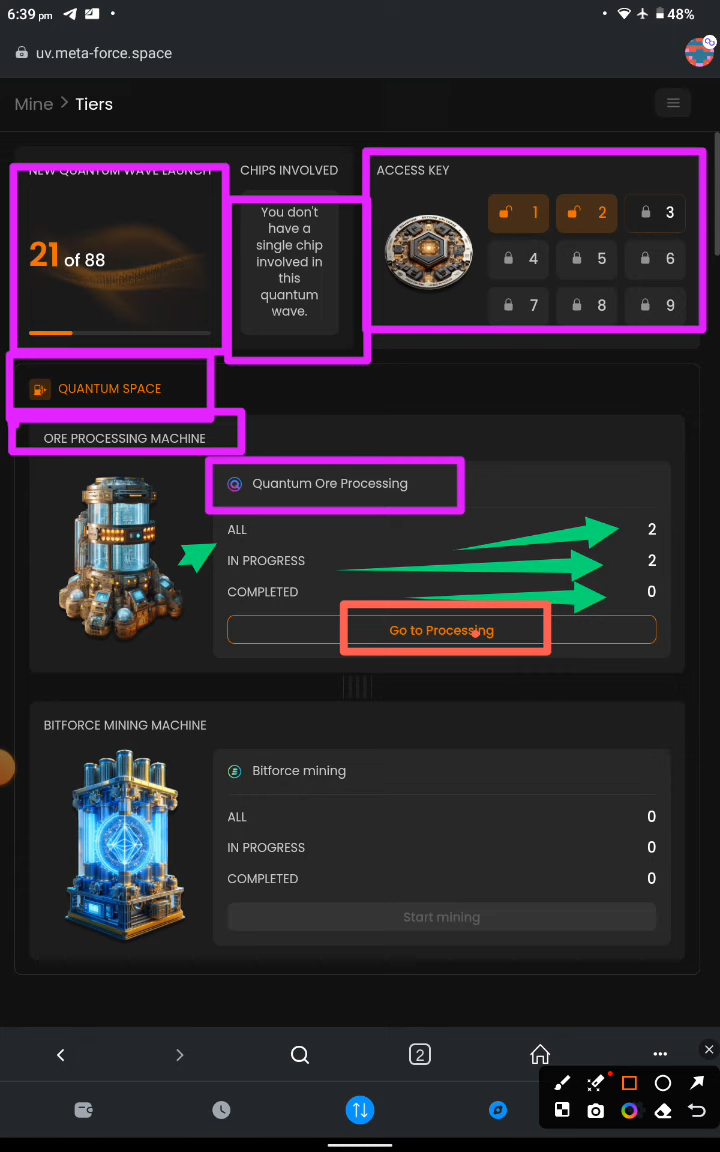 6:39 pm
48%
uv.meta-force.space
Mine > Tiers
NEW QUANTUM WAVE LAUNCH
CHIPS INVOLVED
ACCESS KEY
21 of 88
You don't
have a
single chip
involved in
this
quantum
wave.
1 2 3
4 5 6
7 8 9
QUANTUM SPACE
ORE PROCESSING MACHINE
Quantum Ore Processing
ALL 2
IN PROGRESS 2
COMPLETED 0
Go to Processing
BITFORCE MINING MACHINE
Bitforce mining
ALL 0
IN PROGRESS 0
COMPLETED 0
Start mining
2